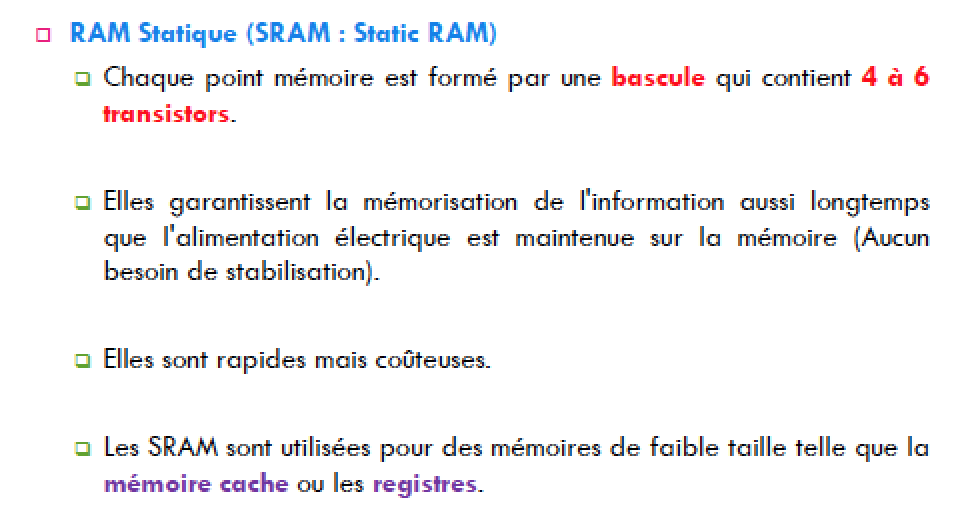 RAM Statique (SRAM : Static RAM)
Chaque point mémoire est formé par une bascule qui contient 4 à 6
transistors.
Elles garantissent la mémorisation de l'information aussi longtemps
que l'alimentation électrique est maintenue sur la mémoire (Aucun
besoin de stabilisation).
Elles sont rapides mais coûteuses.
Les SRAM sont utilisées pour des mémoires de faible taille telle que la
mémoire cache ou les registres.